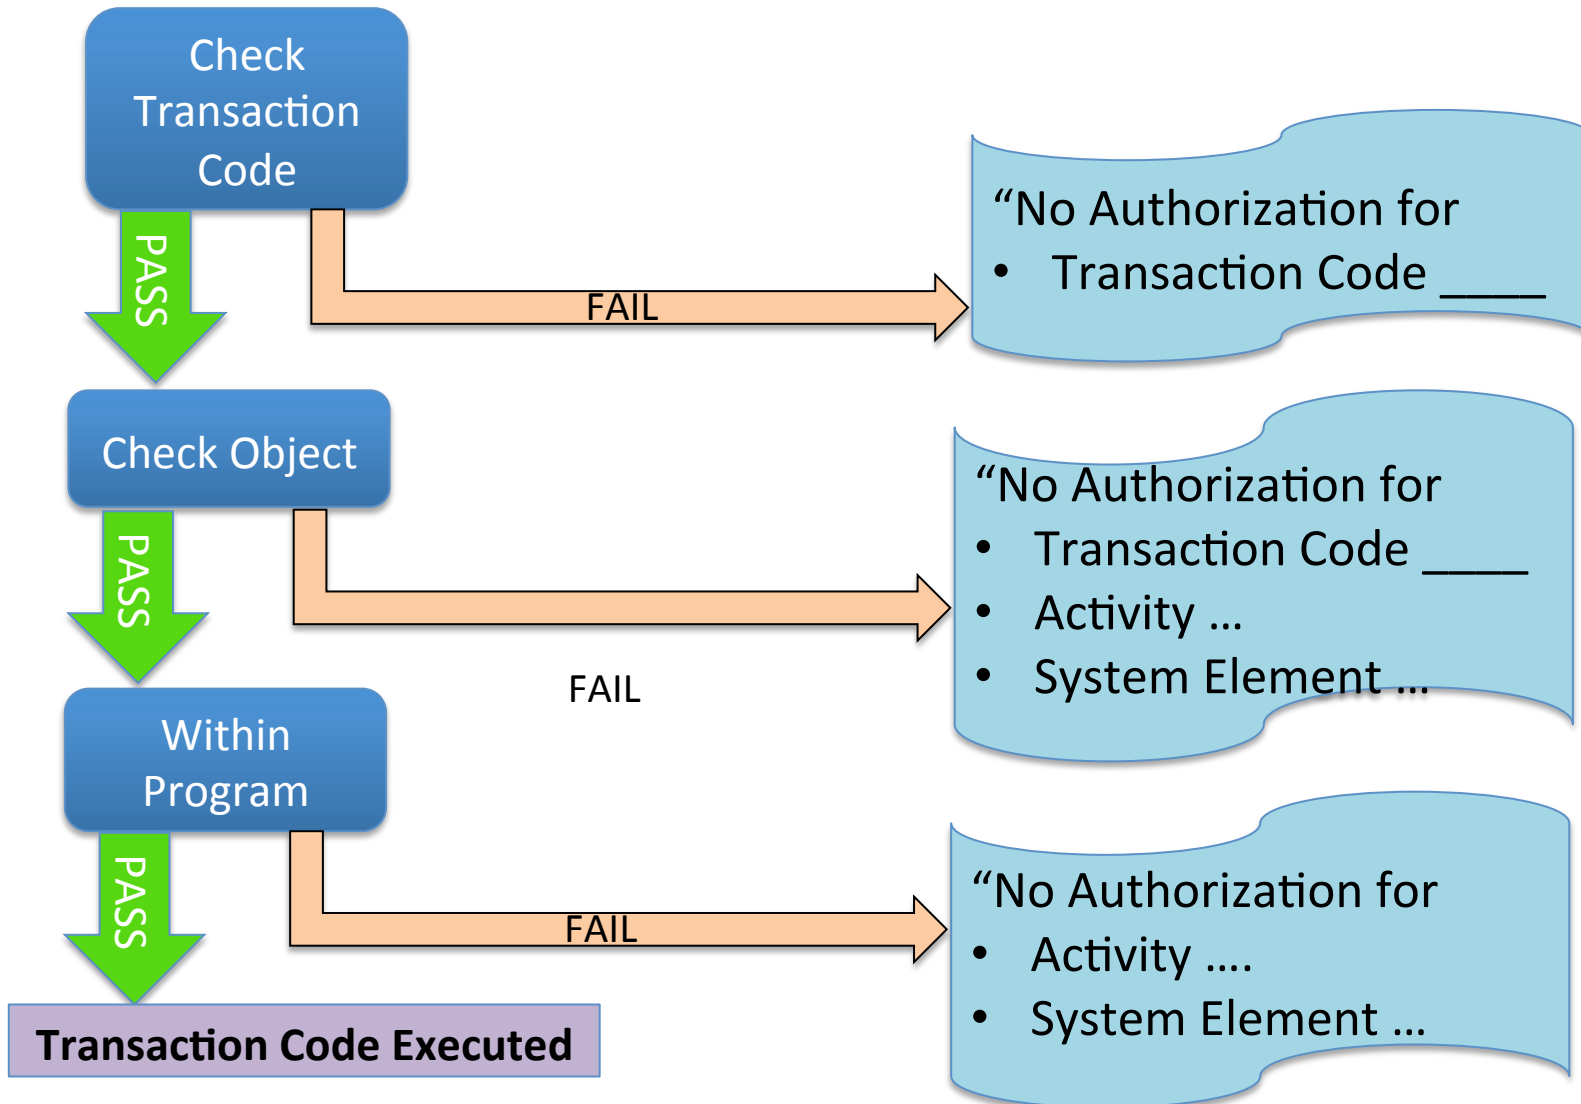 Check
Transaction
Code
PASS
FAIL
“No Authorization for
• Transaction Code ____
Check Object
PASS
FAIL
“No Authorization for
• Transaction Code ____
• Activity ...
• System Element ...
Within
Program
PASS
FAIL
“No Authorization for
• Activity ....
• System Element ...
Transaction Code Executed